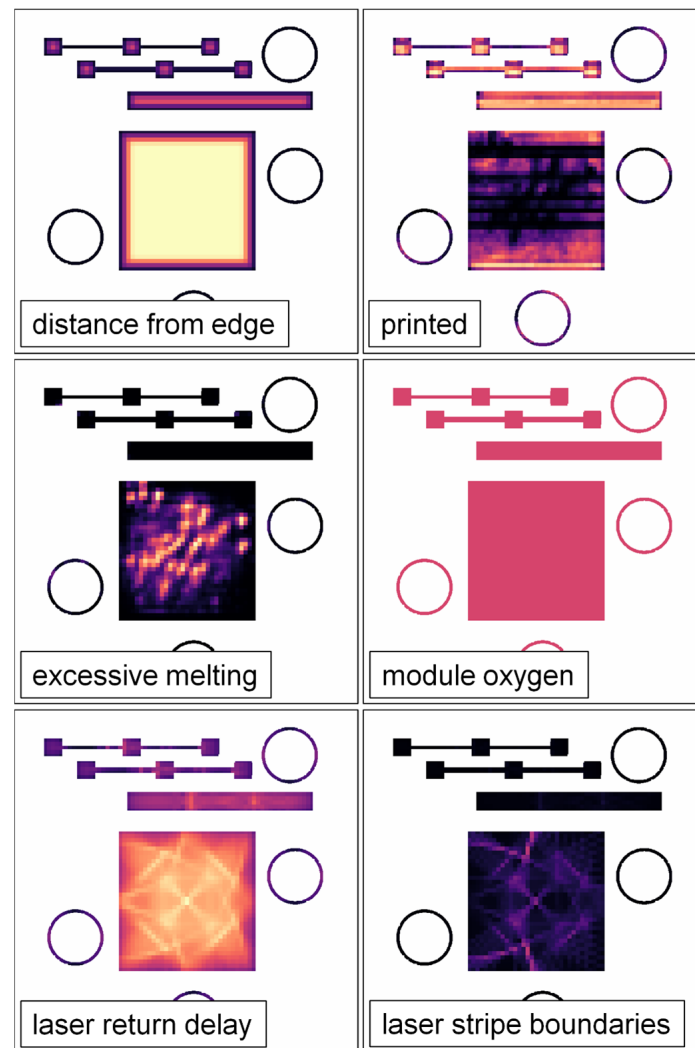 distance from edge
printed
excessive melting
module oxygen
laser return delay
laser stripe boundaries